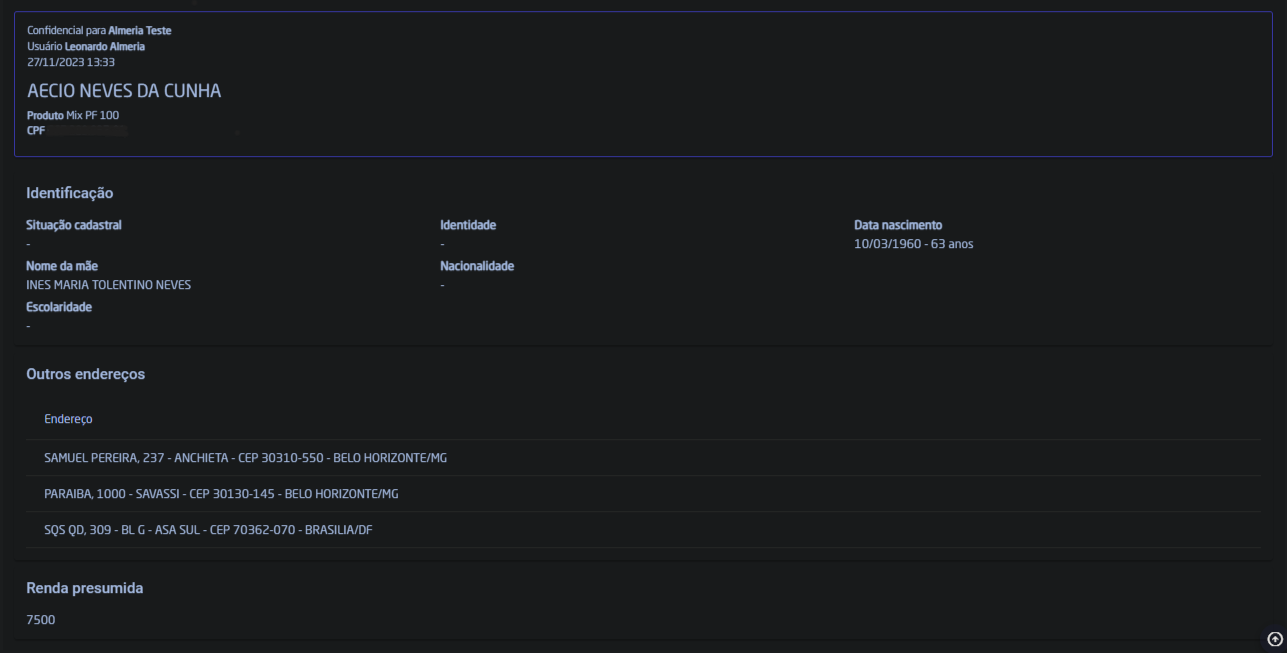 Confidencial para Almeria Teste
Usuário Leonardo Almeria
27/11/2023 13:33
AECIO NEVES DA CUNHA
Produto Mix PF 100
CPF
Identificação
Situação cadastral
-
Identidade
-
Data nascimento
10/03/1960 - 63 anos
Nome da mãe
INES MARIA TOLENTINO NEVES
Nacionalidade
-
Escolaridade
-
Outros endereços
Endereço
SAMUEL PEREIRA, 237 - ANCHIETA - CEP 30310-550 - BELO HORIZONTE/MG
PARAIBA, 1000 - SAVASSI - CEP 30130-145 - BELO HORIZONTE/MG
SQS QD, 309 - BL G - ASA SUL - CEP 70362-070 - BRASILIA/DF
Renda presumida
7500